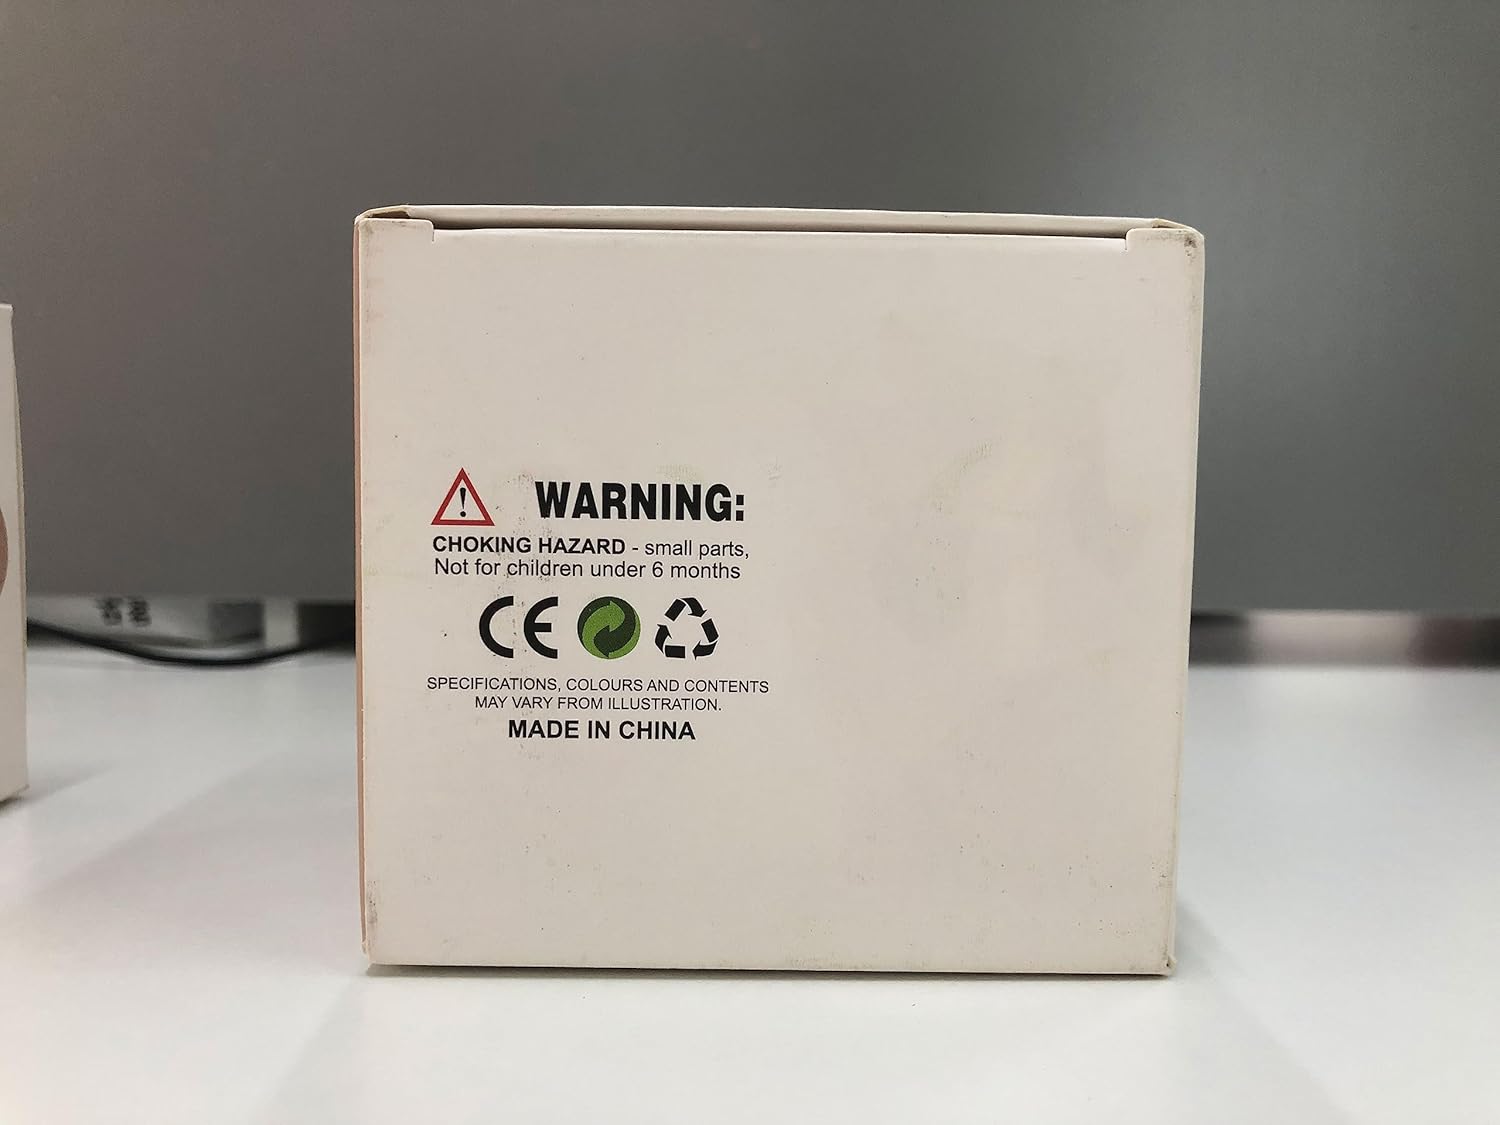 WARNING:
CHOKING HAZARD - small parts,
Not for children under 6 months
CE
SPECIFICATIONS, COLOURS AND CONTENTS
MAY VARY FROM ILLUSTRATION.
MADE IN CHINA